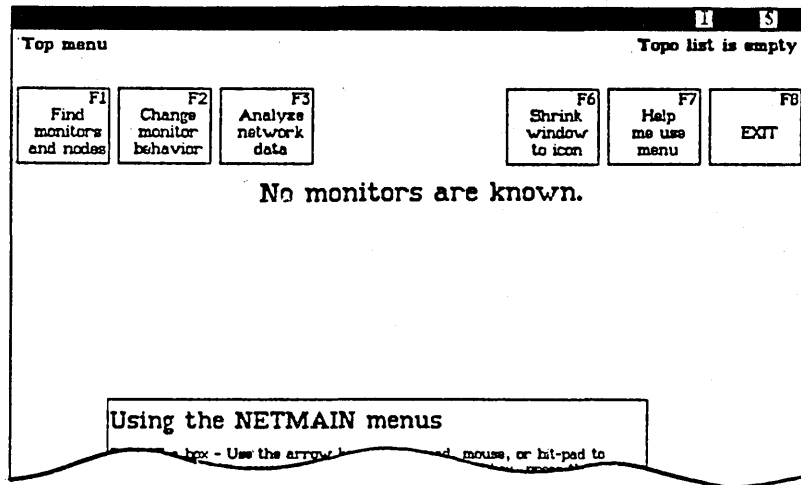 I S
Top menu
Topo list is empty
F1
Find
monitors
and nodes
F2
Change
monitor
behavior
F3
Analyze
network
data
F6
Shrink
window
to icon
F7
Help
me use
menu
F8
EXIT
No monitors are known.
Using the NETMAIN menus
box - Use the arrow mouse, or bit-pad to